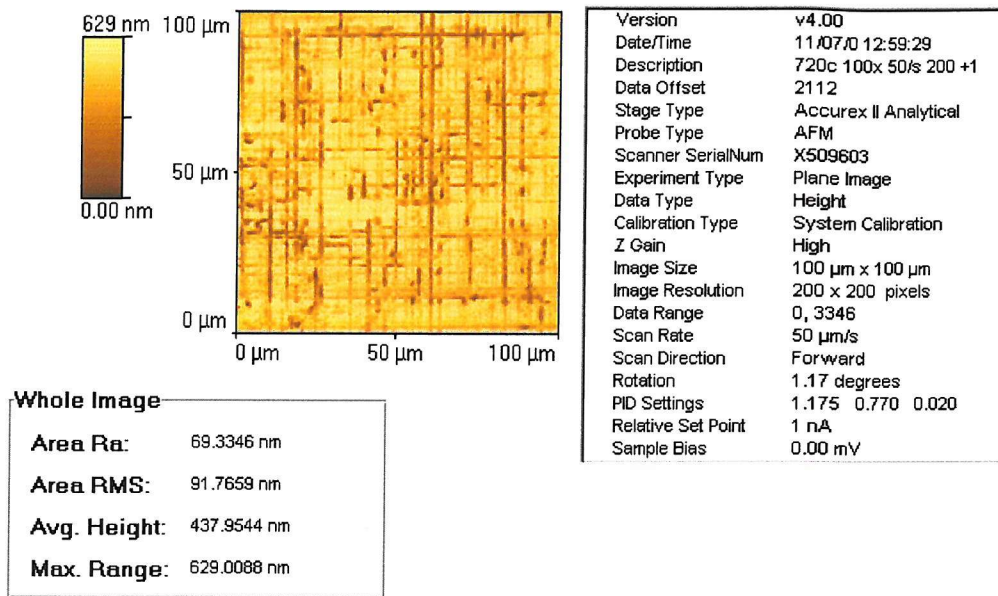 629 nm
0.00 nm
100 µm
50 µm
0 µm
0 µm 50 µm 100 µm
Version v4.00
Date/Time 11/07/0 12:59:29
Description 720c 100x 50/s 200 +1
Data Offset 2112
Stage Type Accurex II Analytical
Probe Type AFM
Scanner SerialNum X509603
Experiment Type Plane Image
Data Type Height
Calibration Type System Calibration
Z Gain High
Image Size 100 µm x 100 µm
Image Resolution 200 x 200 pixels
Data Range 0, 3346
Scan Rate 50 µm/s
Scan Direction Forward
Rotation 1.17 degrees
PID Settings 1.175 0.770 0.020
Relative Set Point 1 nA
Sample Bias 0.00 mV
Whole Image
Area Ra: 69.3346 nm
Area RMS: 91.7659 nm
Avg. Height: 437.9544 nm
Max. Range: 629.0088 nm